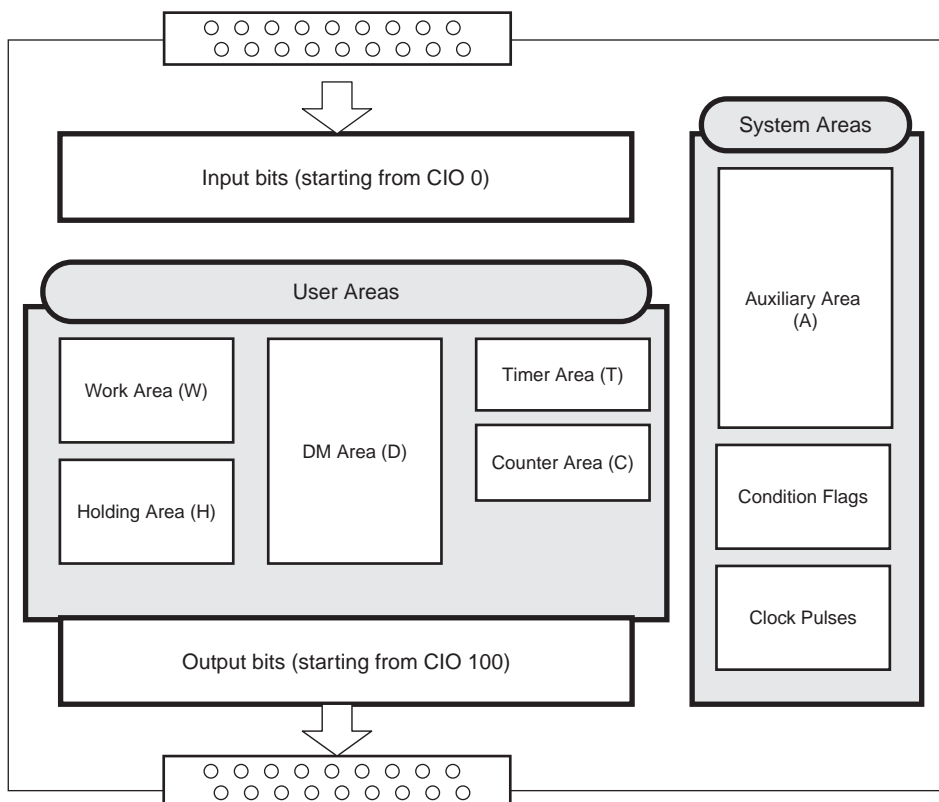 Input bits (starting from CIO 0)
User Areas
Work Area (W)
Holding Area (H)
DM Area (D)
Timer Area (T)
Counter Area (C)
Output bits (starting from CIO 100)
System Areas
Auxiliary Area
(A)
Condition Flags
Clock Pulses